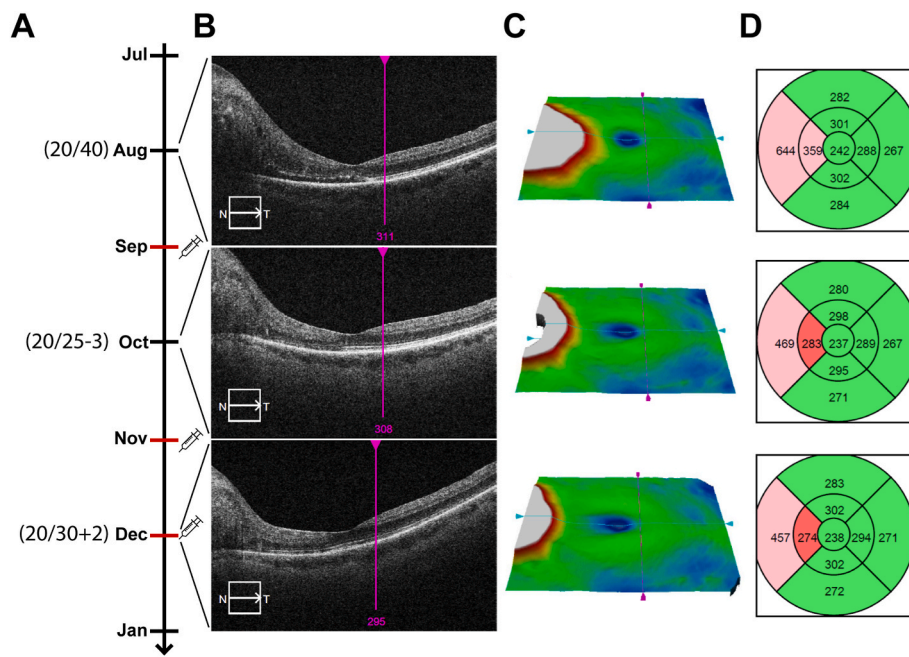 A
B
C
D
Jul
(20/40) Aug
Sep
(20/25-3) Oct
Nov
(20/30+2) Dec
Jan
N T
311
N T
308
N T
295
282
301
644 359 242 288 267
302
284
280
298
469 283 237 289 267
295
271
283
302
457 274 238 294 271
302
272